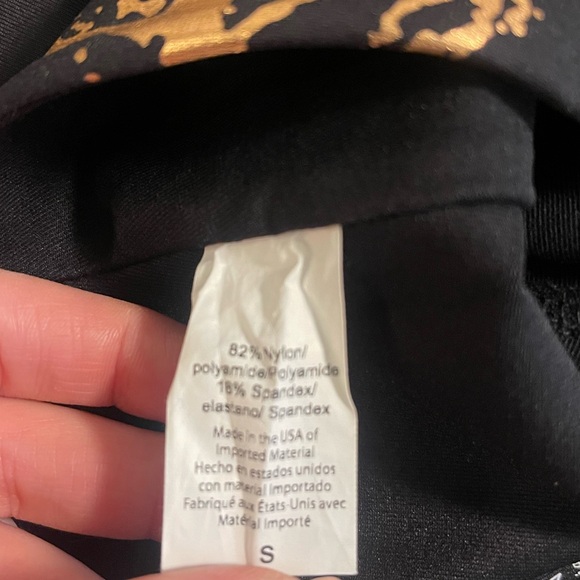 82% Nylon/
polyamide/Polyamide
18% Spandex/
elastano/ Spandex
Made in the USA of
Imported Material
Hecho en estados unidos
con material Importado
Fabriqué aux États-Unis avec
Matérial Importé
S